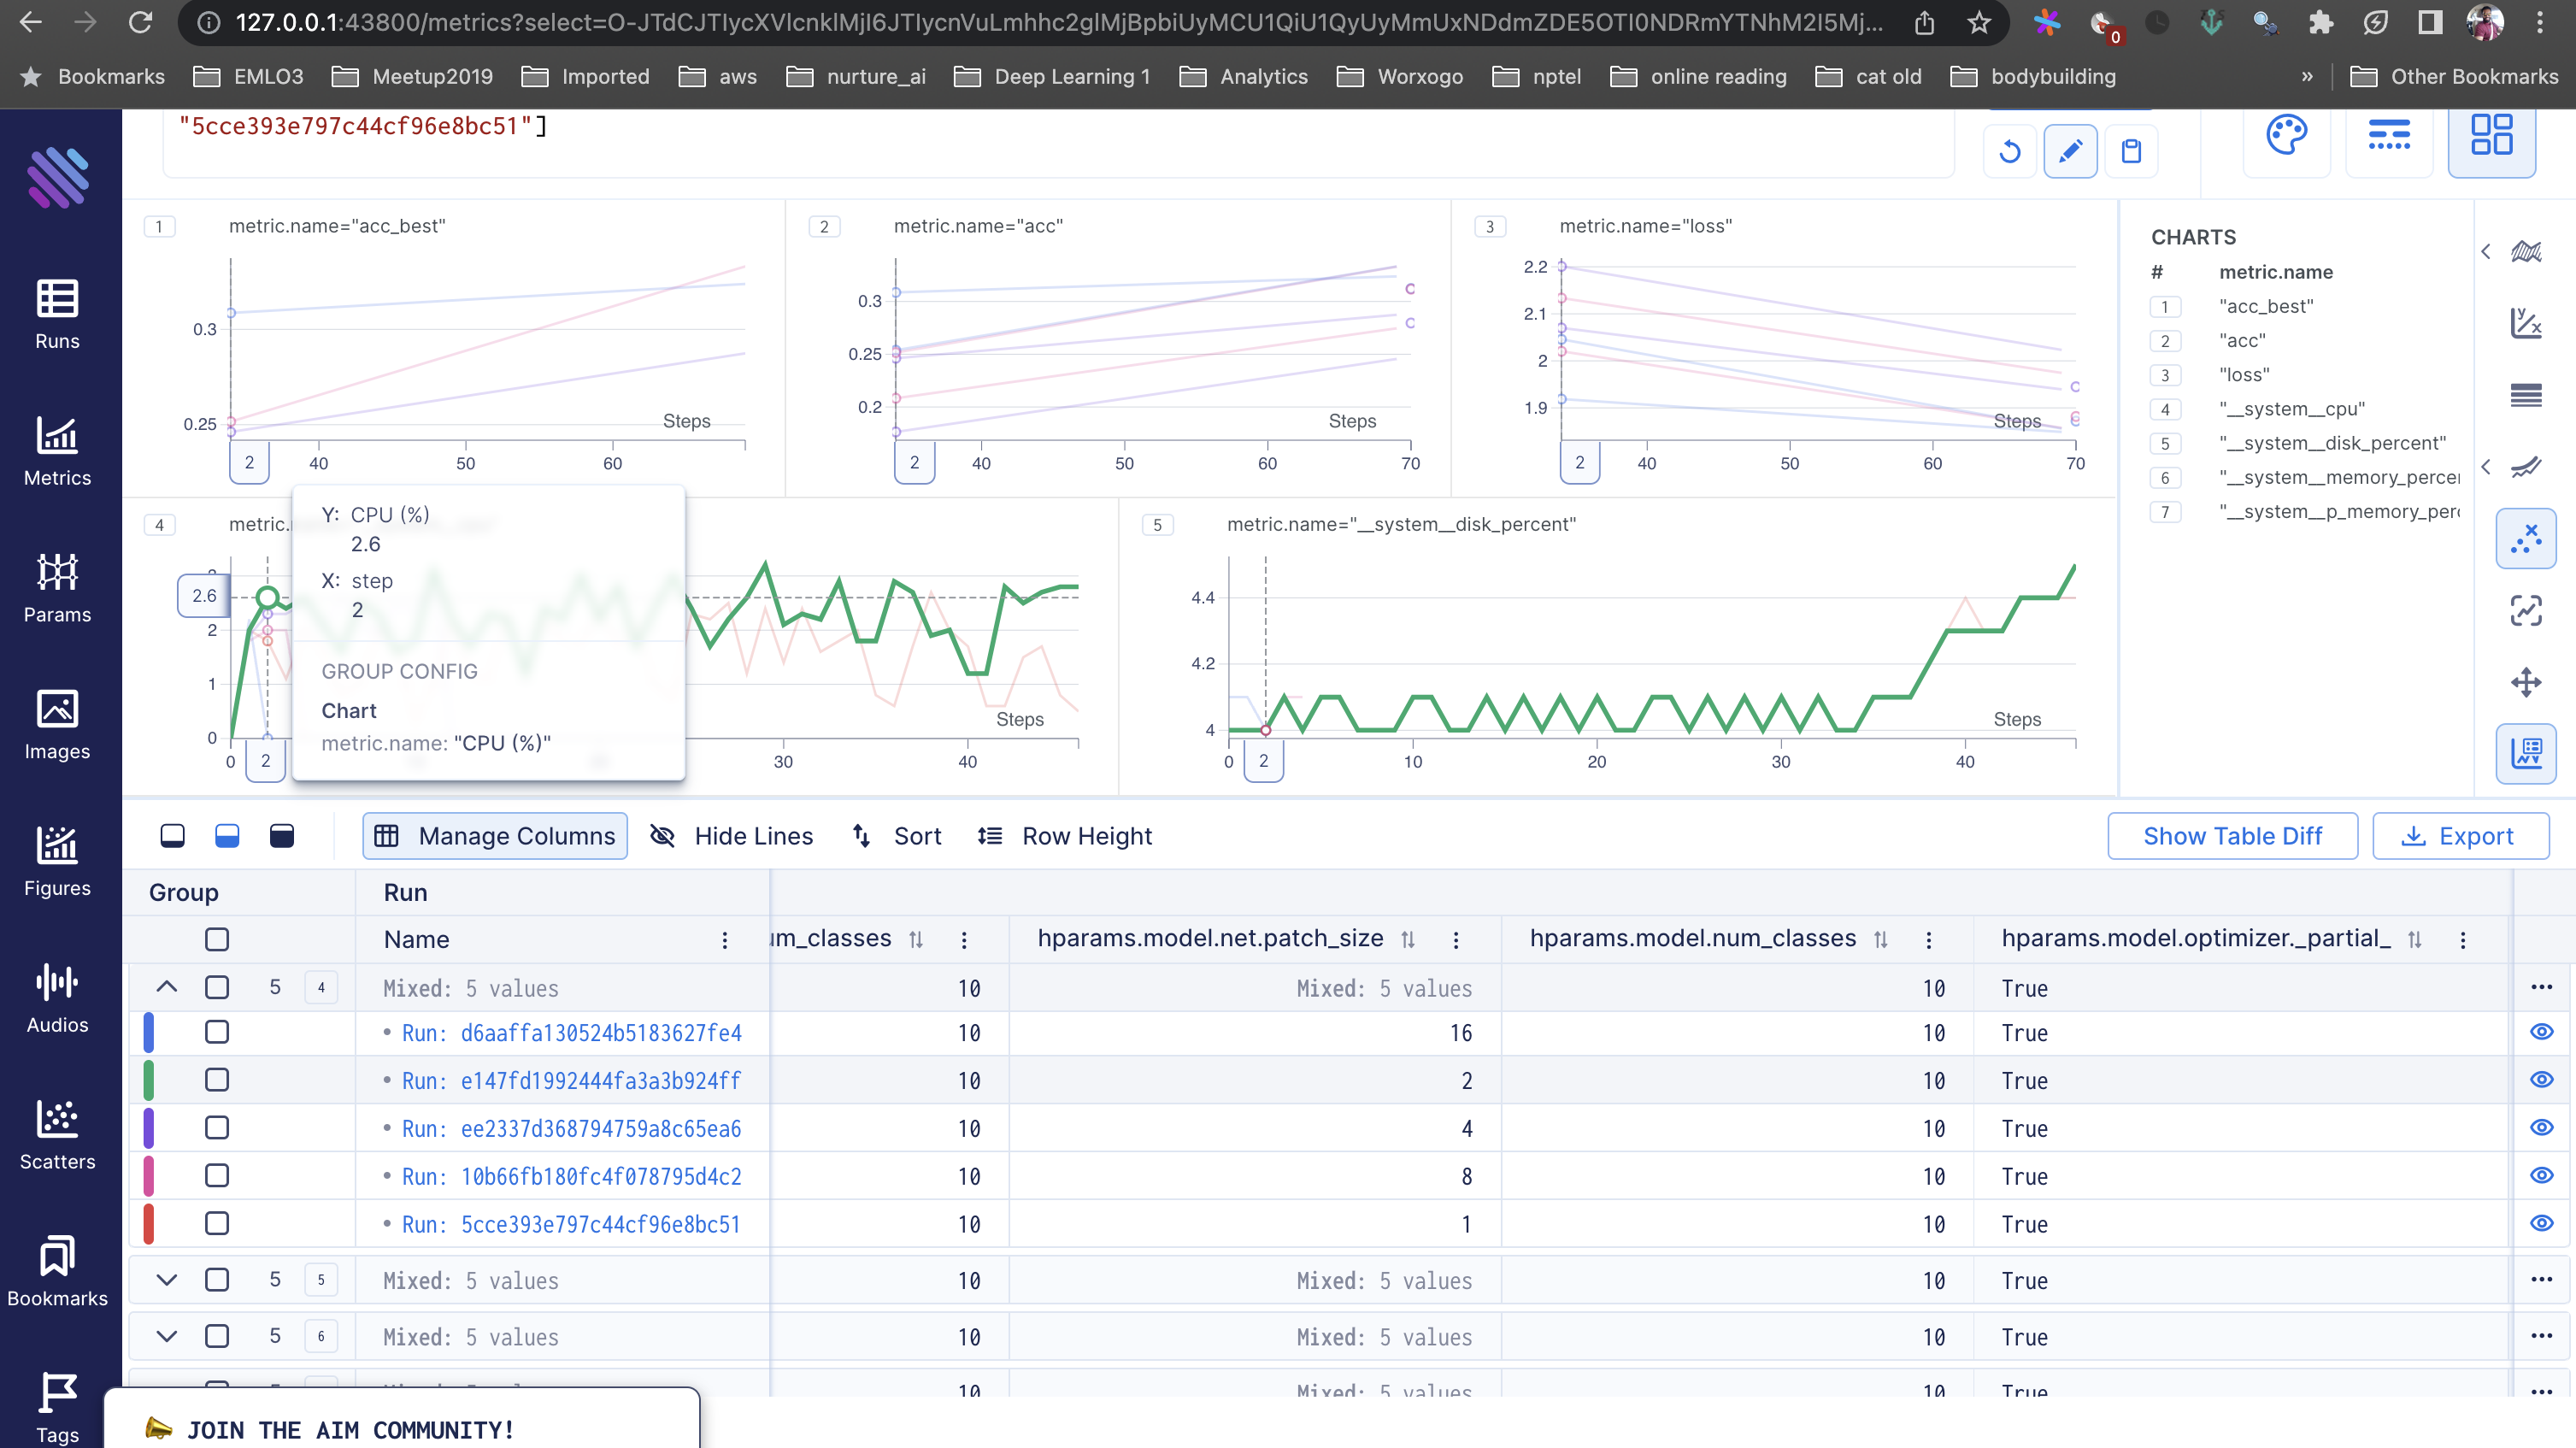 127.0.0.1:43800/metrics?select=O-JTdCJTIycXVlcnklMjI6JTIycnVuLmhhc2glMjBpbiUyMCU1QiU1QyUyMmUxNDdmZDE5OTI0NDRmYTNhM2I5Mj...
0
Bookmarks EMLO3 Meetup2019 Imported aws nurture_ai Deep Learning 1 Analytics Worxogo nptel online reading cat old bodybuilding » Other Bookmarks
"5cce393e797c44cf96e8bc51"]
Runs
Metrics
Params
Images
Figures
Audios
Scatters
Bookmarks
Tags
1 metric.name="acc_best"
0.3
0.25
Steps
2 40 50 60
2 metric.name="acc"
0.3
0.25
0.2
Steps
2 40 50 60 70
3 metric.name="loss"
2.2
2.1
2
1.9
Steps
2 40 50 60 70
4 metric.
2.6
2
1
0
Steps
0 2 30 40
Y: CPU (%)
2.6
X: step
2
GROUP CONFIG
Chart
metric.name: "CPU (%)"
5 metric.name="__system__disk_percent"
4.4
4.2
4
Steps
0 2 10 20 30 40
CHARTS
# metric.name
1 "acc_best"
2 "acc"
3 "loss"
4 "__system__cpu"
5 "__system__disk_percent"
6 "__system__memory_percer
7 "__system__p_memory_per
Manage Columns Hide Lines Sort Row Height Show Table Diff Export
Group Run
Name um_classes hparams.model.net.patch_size hparams.model.num_classes hparams.model.optimizer._partial_
5 4 Mixed: 5 values 10 Mixed: 5 values 10 True
• Run: d6aaffa130524b5183627fe4 10 16 10 True
• Run: e147fd1992444fa3a3b924ff 10 2 10 True
• Run: ee2337d368794759a8c65ea6 10 4 10 True
• Run: 10b66fb180fc4f078795d4c2 10 8 10 True
• Run: 5cce393e797c44cf96e8bc51 10 1 10 True
5 5 Mixed: 5 values 10 Mixed: 5 values 10 True
5 6 Mixed: 5 values 10 Mixed: 5 values 10 True
10 Mixed: 5 values 10 True
JOIN THE AIM COMMUNITY!